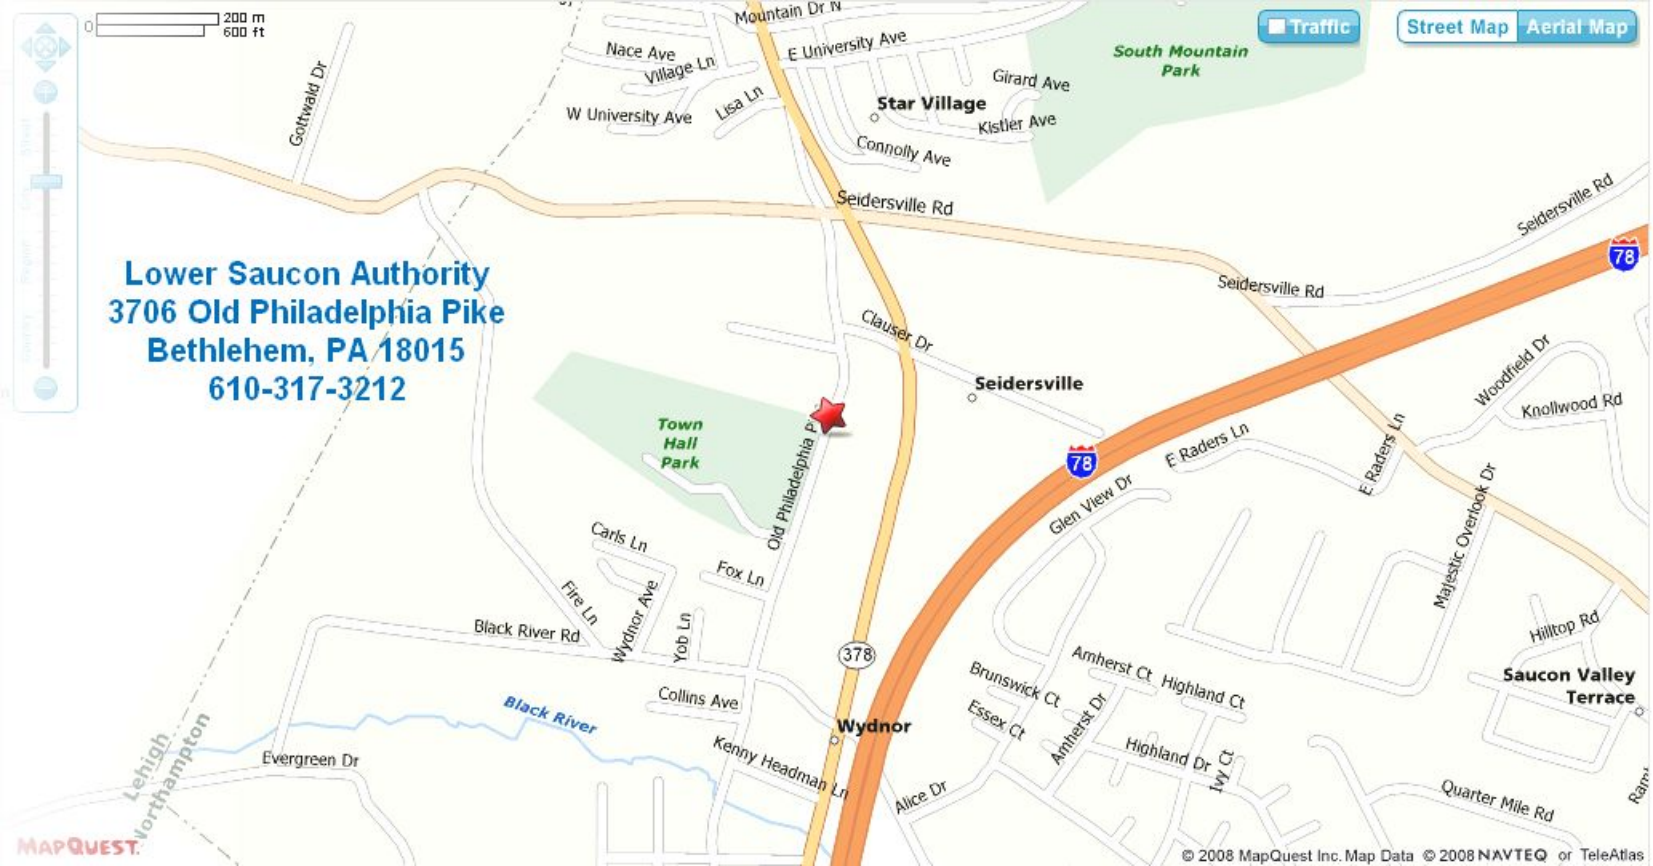 0
200 m
600 ft
Traffic
Street Map
Aerial Map
Mountain Dr N
E University Ave
Nace Ave
Village Ln
W University Ave
Lisa Ln
Gottwald Dr
South Mountain
Park
Girard Ave
Star Village
Kistler Ave
Connolly Ave
Seidersville Rd
Seidersville Rd
Seidersville Rd
78
Lower Saucon Authority
3706 Old Philadelphia Pike
Bethlehem, PA 18015
610-317-3212
Clauser Dr
Seidersville
Woodfield Dr
Knollwood Rd
Town
Hall
Park
Old Philadelphia P
78
E Raders Ln
E Raders Ln
Glen View Dr
Majestic Overlook Dr
Carls Ln
Fox Ln
Fire Ln
Wydnor Ave
Yob Ln
Black River Rd
378
Hilltop Rd
Amherst Ct
Highland Ct
Brunswick Ct
Essex Ct
Amherst Dr
Saucon Valley
Terrace
Collins Ave
Black River
Wydnor
Kenny Headman Ln
Highland Dr
Ivy Ct
Alice Dr
Quarter Mile Rd
Evergreen Dr
Lehigh
Northampton
MAPQUEST.
© 2008 MapQuest Inc. Map Data © 2008 NAVTEQ or TeleAtlas